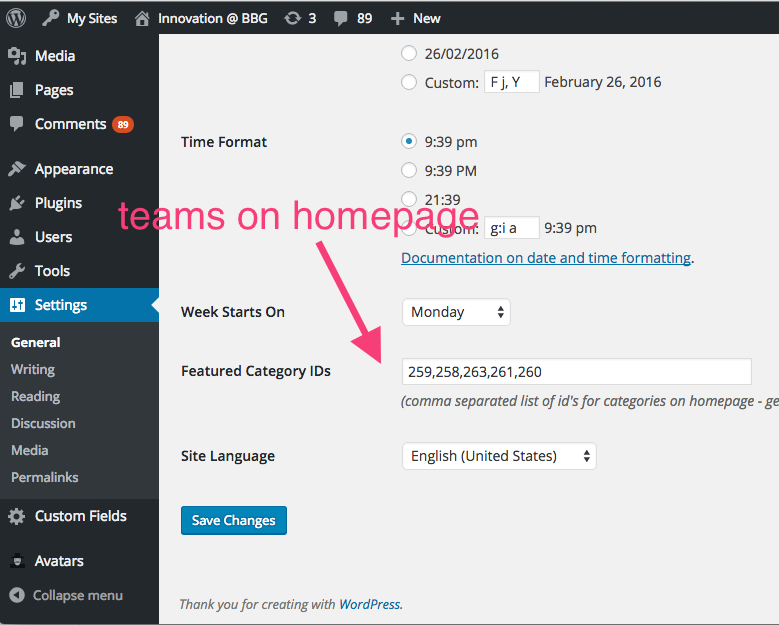 My Sites Innovation @ BBG 3 89 New
Media
Pages
Comments 89
Appearance
Plugins
Users
Tools
Settings
General
Writing
Reading
Discussion
Media
Permalinks
Custom Fields
Avatars
Collapse menu
26/02/2016
Custom: F j, Y February 26, 2016
Time Format
9:39 pm
9:39 PM
21:39
teams on homepage
Custom: g:i a 9:39 pm
Documentation on date and time formatting.
Week Starts On Monday
Featured Category IDs 259,258,263,261,260
(comma separated list of id's for categories on homepage - ge
Site Language English (United States)
Save Changes
Thank you for creating with WordPress.